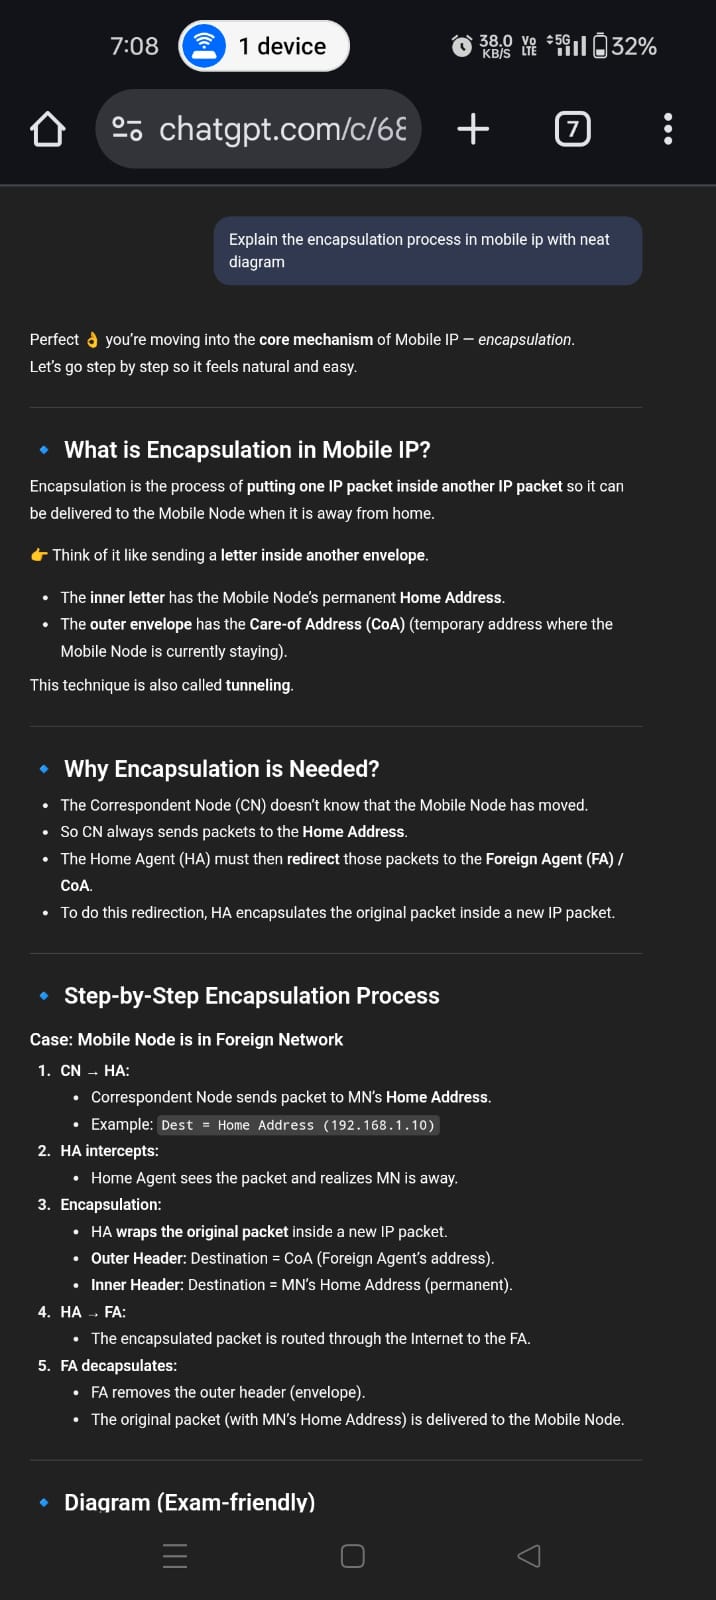 7:08 1 device 38.0 KB/S Vo LTE 5G 32%
chatgpt.com/c/68 7
Explain the encapsulation process in mobile ip with neat
diagram
Perfect 👌 you’re moving into the core mechanism of Mobile IP — encapsulation.
Let’s go step by step so it feels natural and easy.
🔹 What is Encapsulation in Mobile IP?
Encapsulation is the process of putting one IP packet inside another IP packet so it can
be delivered to the Mobile Node when it is away from home.
👉 Think of it like sending a letter inside another envelope.
• The inner letter has the Mobile Node’s permanent Home Address.
• The outer envelope has the Care-of Address (CoA) (temporary address where the
Mobile Node is currently staying).
This technique is also called tunneling.
🔹 Why Encapsulation is Needed?
• The Correspondent Node (CN) doesn’t know that the Mobile Node has moved.
• So CN always sends packets to the Home Address.
• The Home Agent (HA) must then redirect those packets to the Foreign Agent (FA) /
CoA.
• To do this redirection, HA encapsulates the original packet inside a new IP packet.
🔹 Step-by-Step Encapsulation Process
Case: Mobile Node is in Foreign Network
1. CN → HA:
• Correspondent Node sends packet to MN’s Home Address.
• Example: Dest = Home Address (192.168.1.10)
2. HA intercepts:
• Home Agent sees the packet and realizes MN is away.
3. Encapsulation:
• HA wraps the original packet inside a new IP packet.
• Outer Header: Destination = CoA (Foreign Agent’s address).
• Inner Header: Destination = MN’s Home Address (permanent).
4. HA → FA:
• The encapsulated packet is routed through the Internet to the FA.
5. FA decapsulates:
• FA removes the outer header (envelope).
• The original packet (with MN’s Home Address) is delivered to the Mobile Node.
🔹 Diagram (Exam-friendly)